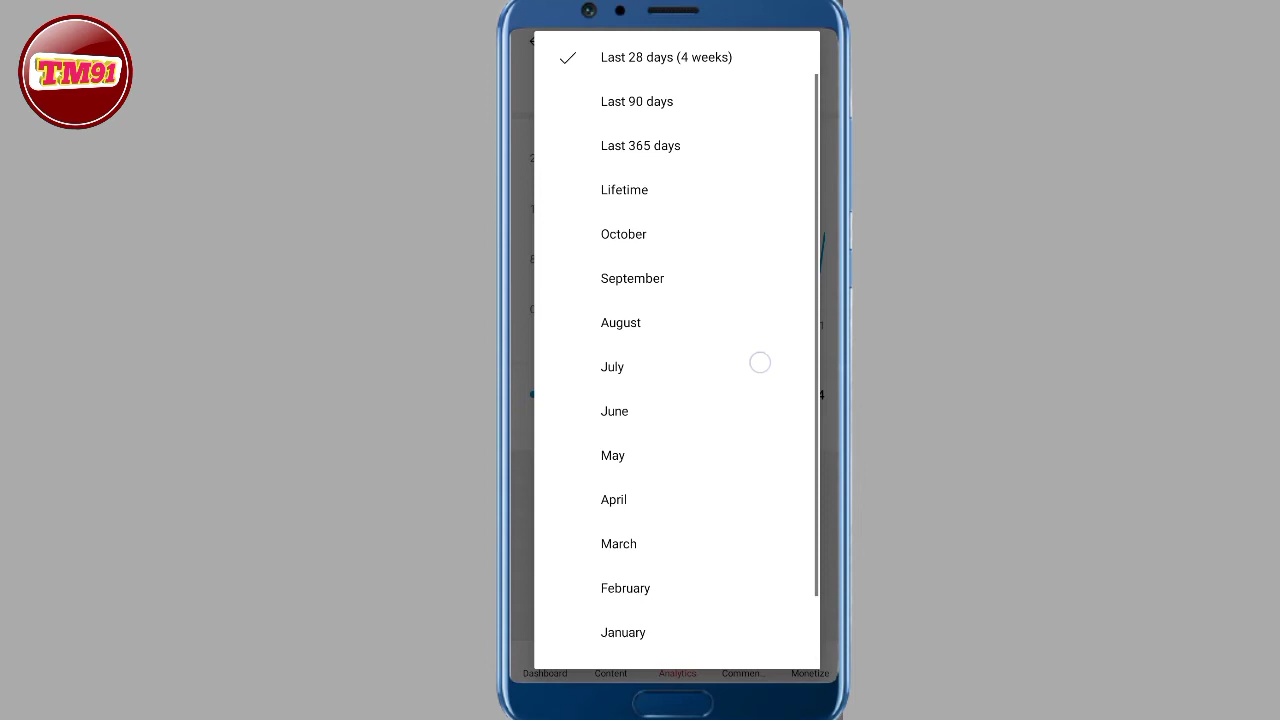 TM91
Last 28 days (4 weeks)
Last 90 days
Last 365 days
Lifetime
October
September
August
July
June
May
April
March
February
January
Dashboard
Content
Analytics
Commen...
Monetize